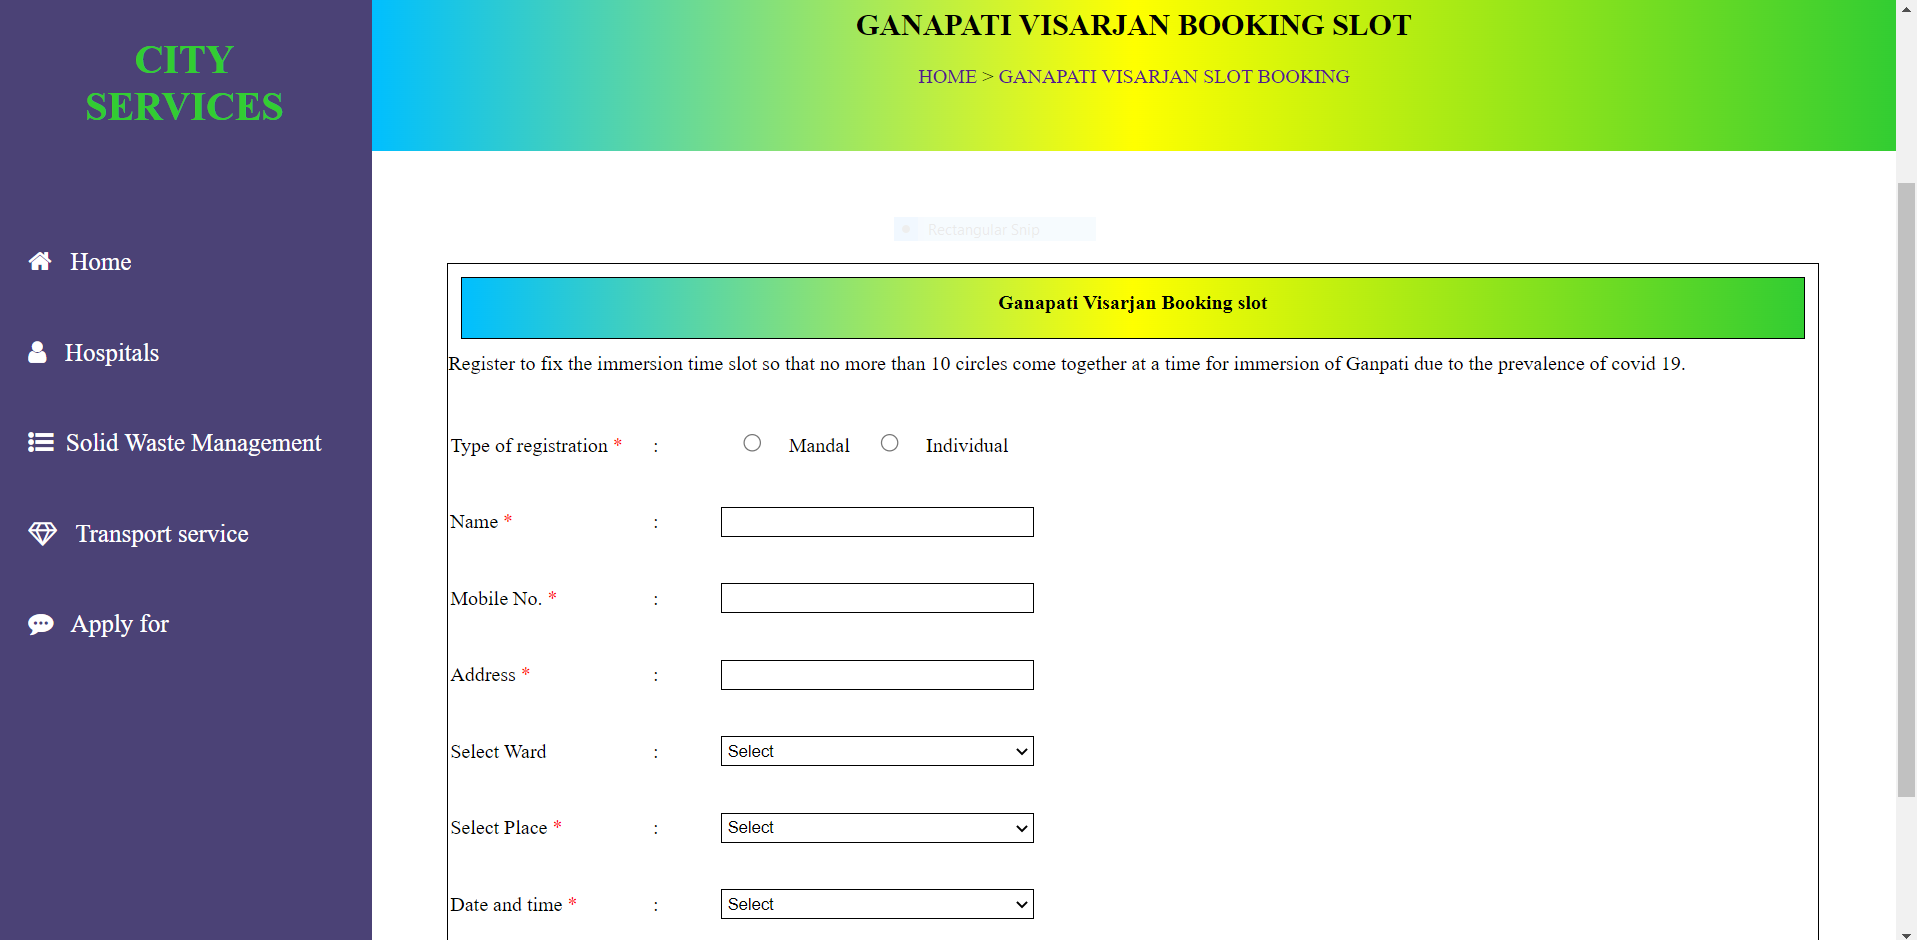 CITY
SERVICES
Home
Hospitals
Solid Waste Management
Transport service
Apply for
GANAPATI VISARJAN BOOKING SLOT
HOME > GANAPATI VISARJAN SLOT BOOKING
Rectangular Snip
Ganapati Visarjan Booking slot
Register to fix the immersion time slot so that no more than 10 circles come together at a time for immersion of Ganpati due to the prevalence of covid 19.
Type of registration * : Mandal Individual
Name * :
Mobile No. * :
Address * :
Select Ward : Select
Select Place * : Select
Date and time * : Select